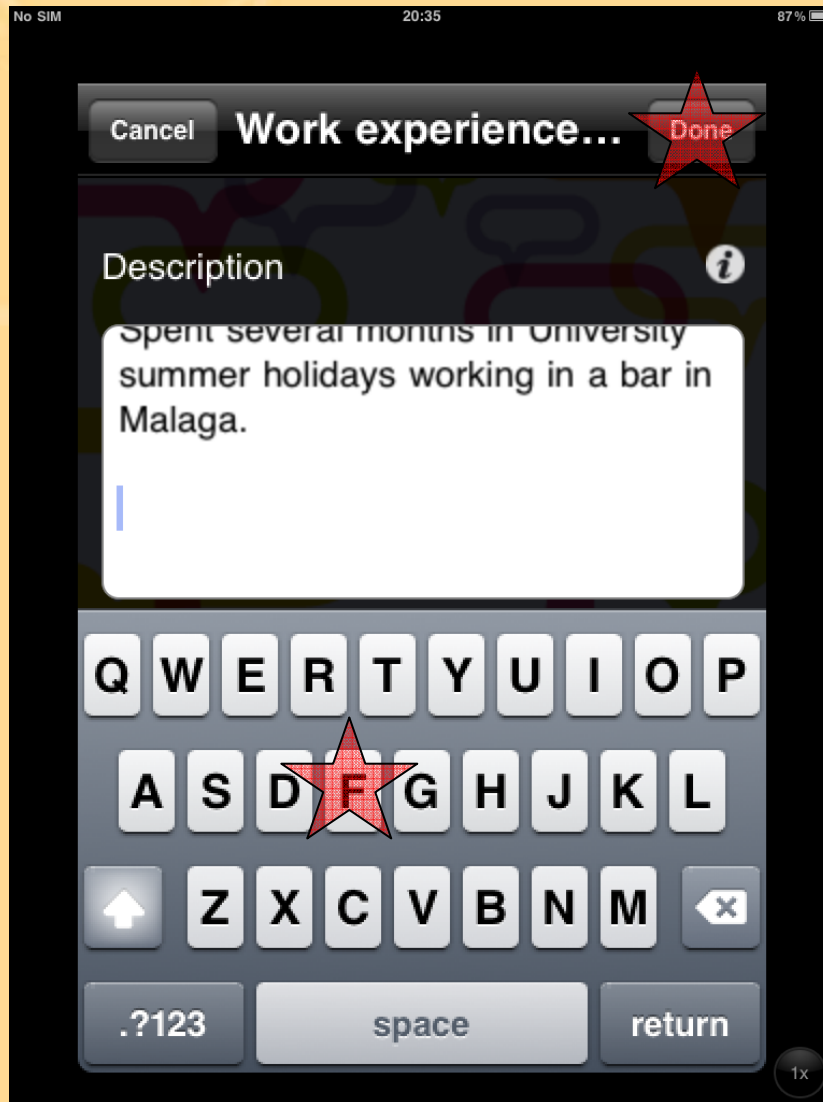 No SIM 20:35 87%
Cancel Work experience... Done
Description
Spent several months in University
summer holidays working in a bar in
Malaga.
Q W E R T Y U I O P
A S D F G H J K L
Z X C V B N M
.?123 space return
1x